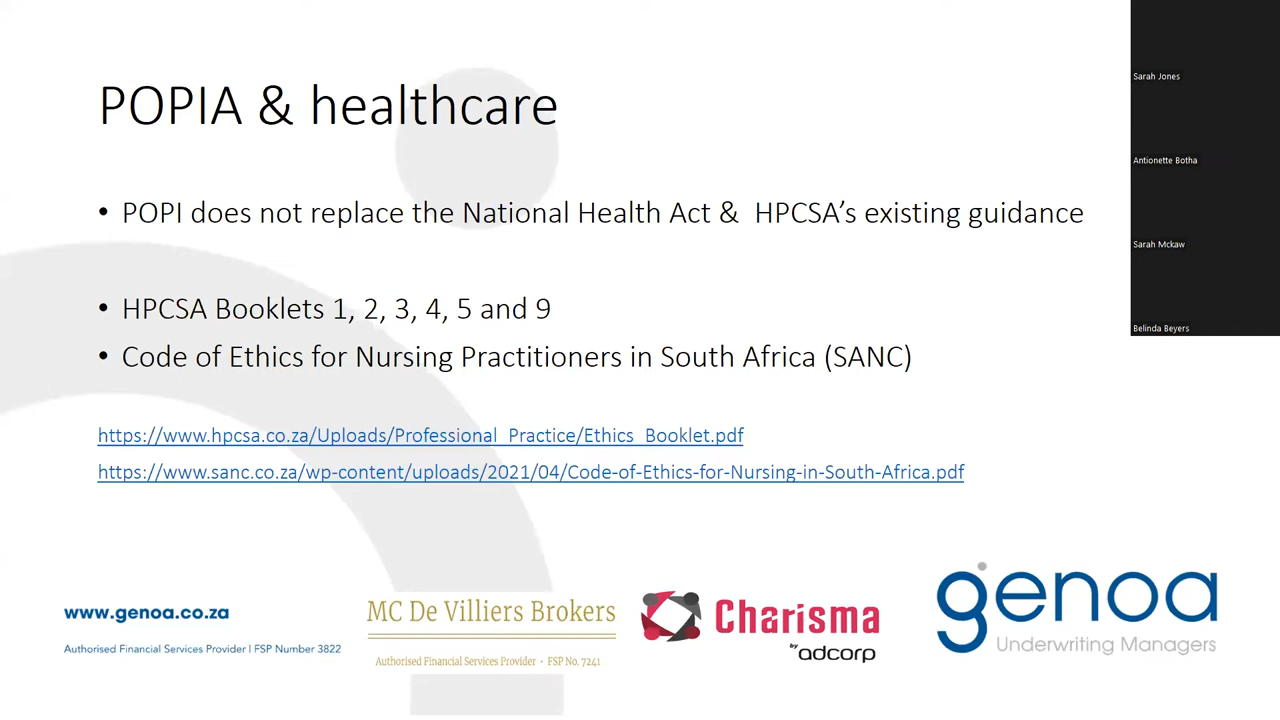 POPIA & healthcare
• POPI does not replace the National Health Act & HPCSA's existing guidance
• HPCSA Booklets 1, 2, 3, 4, 5 and 9
• Code of Ethics for Nursing Practitioners in South Africa (SANC)
https://www.hpcsa.co.za/Uploads/Professional_Practice/Ethics_Booklet.pdf
https://www.sanc.co.za/wp-content/uploads/2021/04/Code-of-Ethics-for-Nursing-in-South-Africa.pdf
www.genoa.co.za
Authorised Financial Services Provider | FSP Number 3822
MC De Villiers Brokers
Authorised Financial Services Provider • FSP No. 7241
Charisma
by adcorp
genoa
Underwriting Managers
Sarah Jones
Antionette Botha
Sarah Mckaw
Belinda Beyers